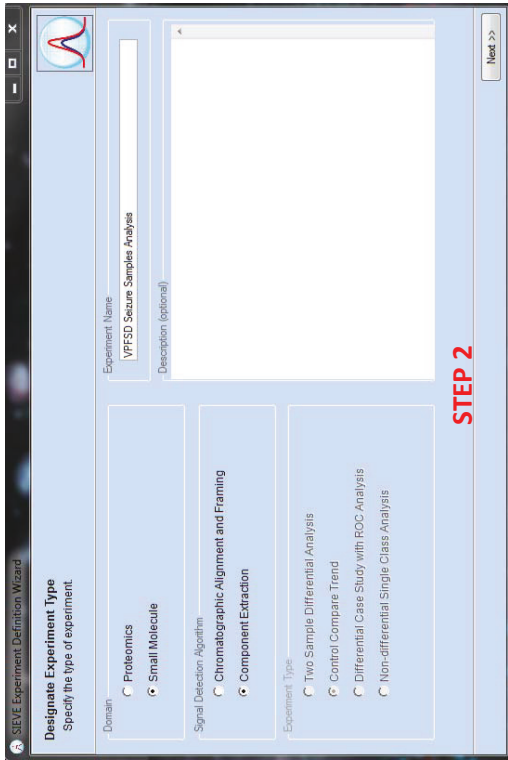 SIEVE Experiment Definition Wizard
Designate Experiment Type
Specify the type of experiment.
Domain
Proteomics
Small Molecule
Signal Detection Algorithm
Chromatographic Alignment and Framing
Component Extraction
Experiment Type
Two Sample Differential Analysis
Control Compare Trend
Differential Case Study with ROC Analysis
Non-differential Single Class Analysis
Experiment Name
VPFSD Seizure Samples Analysis
Description (optional)
STEP 2
Next >>